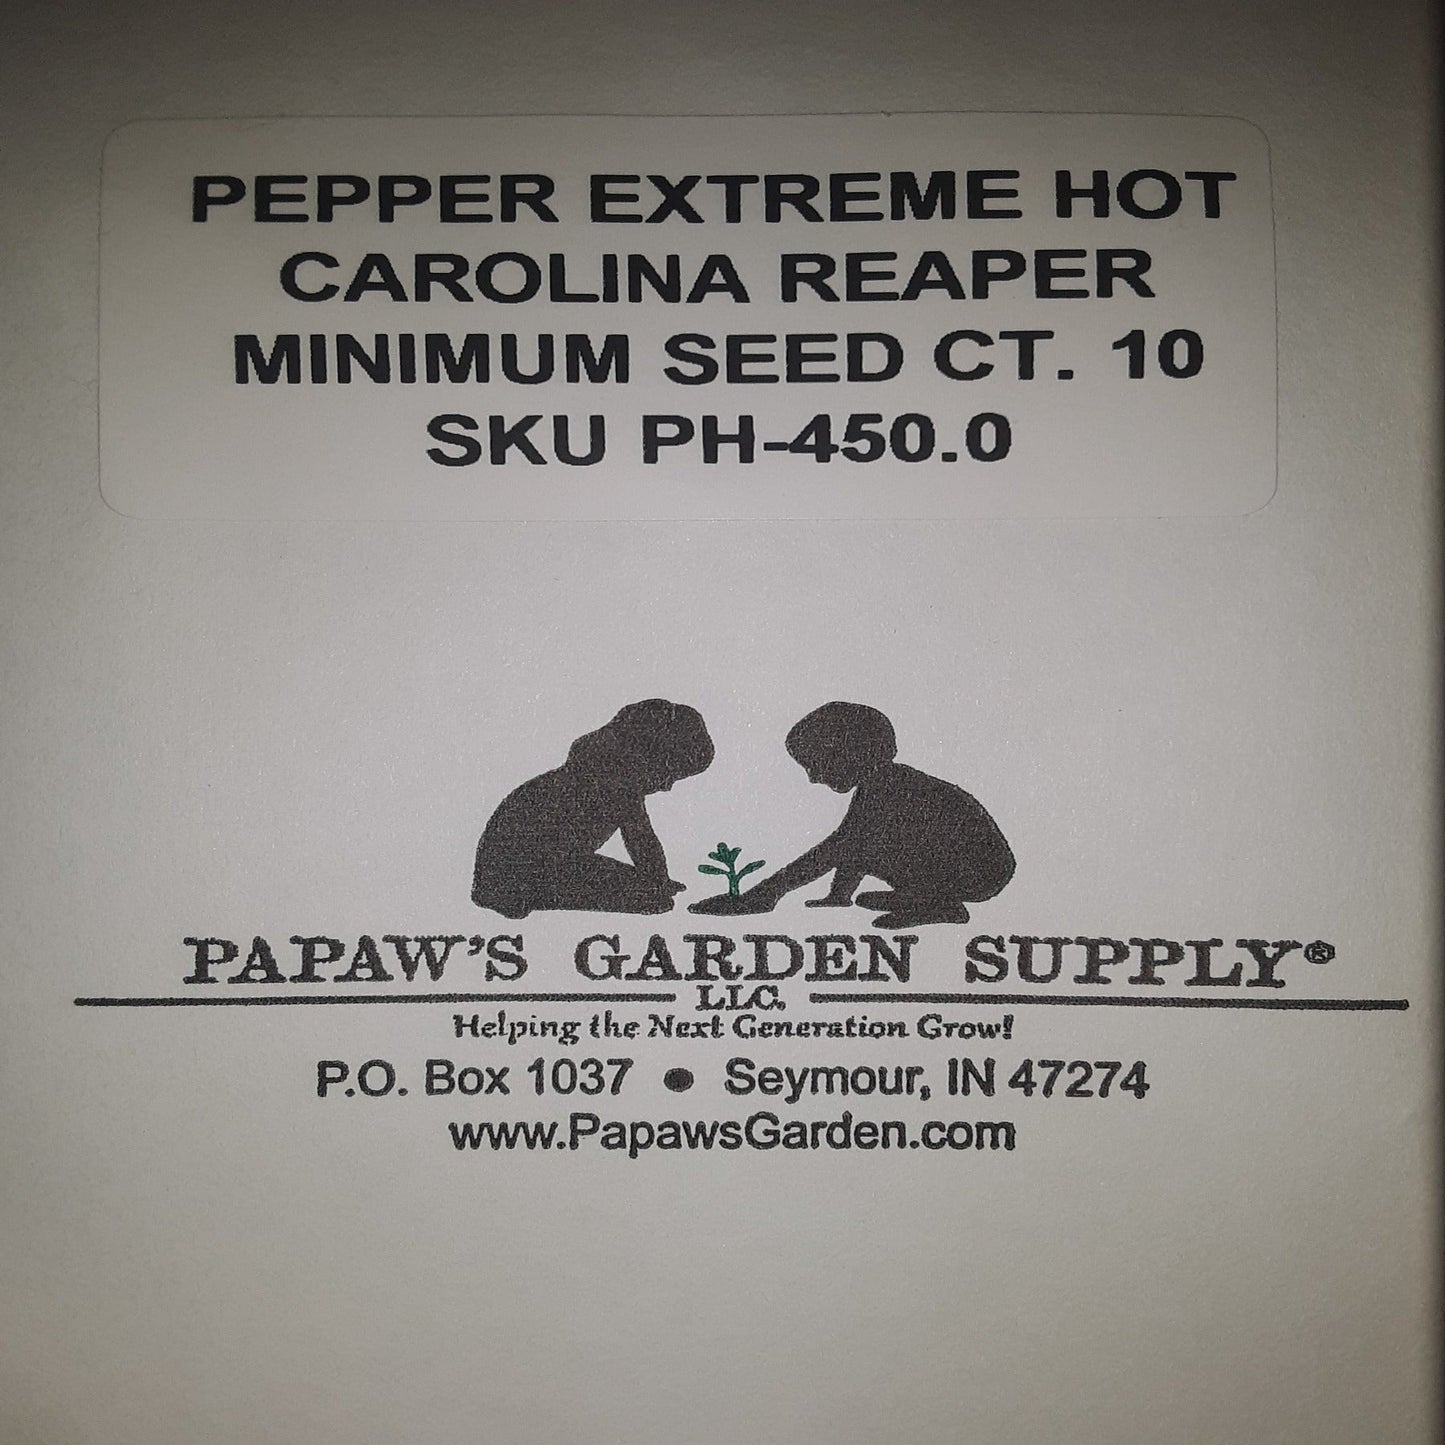 PEPPER EXTREME HOT
CAROLINA REAPER
MINIMUM SEED CT. 10
SKU PH-450.0
PAPAW'S GARDEN SUPPLY®
LLC.
Helping the Next Generation Grow!
P.O. Box 1037 ● Seymour, IN 47274
www.PapawsGarden.com